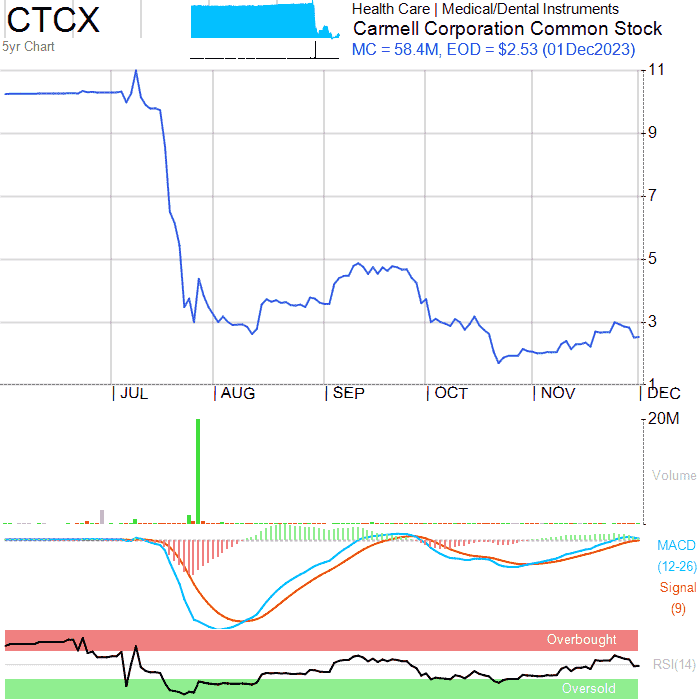 CTCX
5yr Chart
Health Care | Medical/Dental Instruments
Carmell Corporation Common Stock
MC = 58.4M, EOD = $2.53 (01Dec2023)
11
9
7
5
3
1
| JUL | AUG | SEP | OCT | NOV | DEC
20M
Volume
MACD
(12-26)
Signal
(9)
Overbought
RSI(14)
Oversold